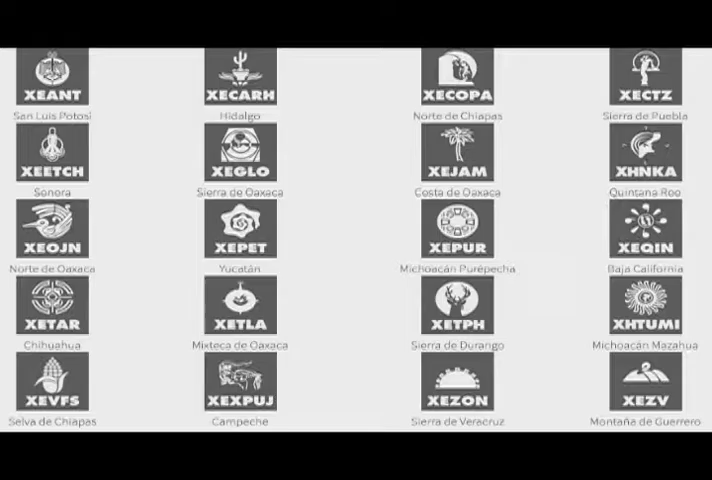 XEANT XECARH XECOPA XECTZ
San Luis Potosí Hidalgo Norte de Chiapas Sierra de Puebla
XEETCH XEGLO XEJAM XHNKA
Sonora Sierra de Oaxaca Costa de Oaxaca Quintana Roo
XEOJN XEPET XEPUR XEQIN
Norte de Oaxaca Yucatán Michoacán Purépecha Baja California
XETAR XETLA XETPH XHTUMI
Chihuahua Mixteca de Oaxaca Sierra de Durango Michoacán Mazahua
XEVFS XEXPUJ XEZON XEZV
Selva de Chiapas Campeche Sierra de Veracruz Montaña de Guerrero